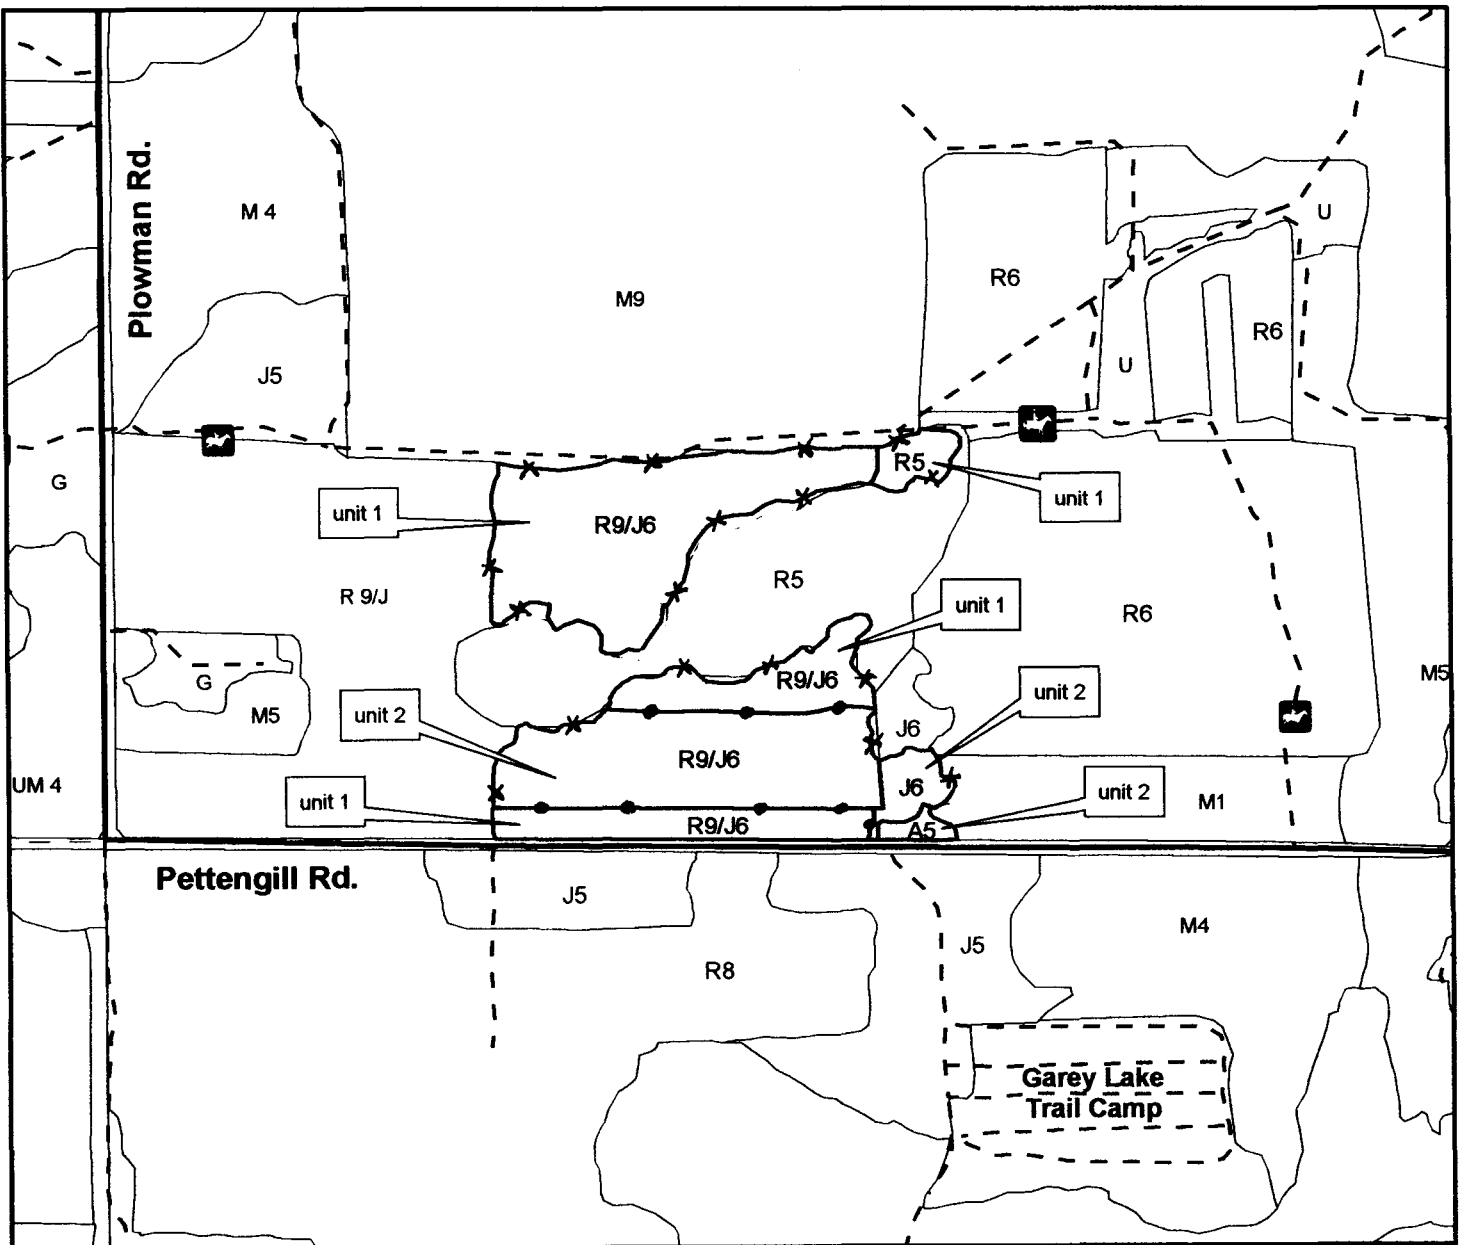 Plowman Rd.
M 4
M9
U
R6
R6
U
J5
G
R5
unit 1
unit 1
R9/J6
R5
R 9/J
unit 1
R6
G
M5
R9/J6
unit 2
M5
unit 2
J6
R9/J6
UM 4
J6
unit 1
unit 2
M1
R9/J6
A5
Pettengill Rd.
J5
M4
J5
R8
Garey Lake
Trail Camp